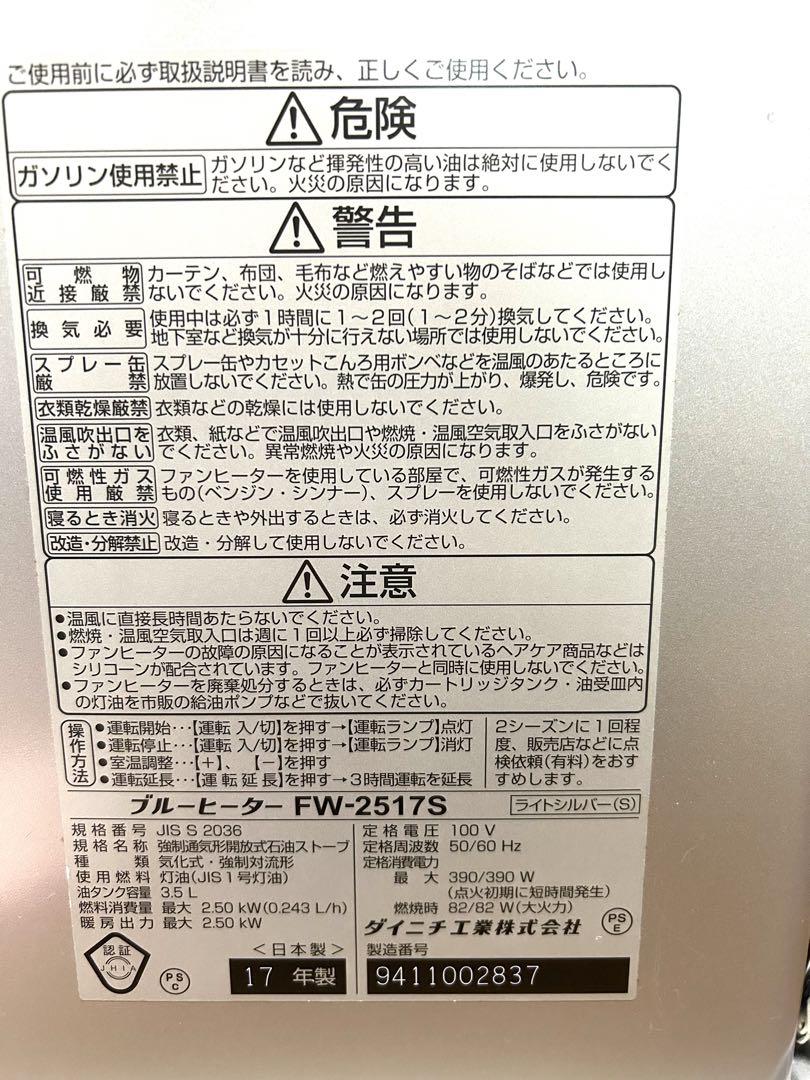 ご使用前に必ず取扱説明書を読み、正しくご使用ください。
危険
ガソリン使用禁止
ガソリンなど揮発性の高い油は絶対に使用しないでく
ださい。火災の原因になります。
警告
可燃物
近接厳禁
カーテン、布団、毛布など燃えやすい物のそばなどでは使用し
ないでください。火災の原因になります。
換気必要
使用中は必ず1時間に1〜2回(1〜2分)換気してください。
地下室など換気が十分に行えない場所では使用しないでください。
スプレー缶
厳禁
スプレー缶やカセットこんろ用ボンベなどを温風のあたるところに
放置しないでください。熱で缶の圧力が上がり、爆発し、危険です。
衣類乾燥厳禁
衣類などの乾燥には使用しないでください。
温風吹出口を
ふさがない
衣類、紙などで温風吹出口や燃焼・温風空気取入口をふさがない
でください。異常燃焼や火災の原因になります。
可燃性ガス
使用厳禁
ファンヒーターを使用している部屋で、可燃性ガスが発生する
もの(ベンジン・シンナー)、スプレーを使用しないでください。
寝るとき消火
寝るときや外出するときは、必ず消火してください。
改造・分解禁止
改造・分解して使用しないでください。
注意
●温風に直接長時間あたらないでください。
●燃焼・温風空気取入口は週に1回以上必ず掃除してください。
●ファンヒーターの故障の原因になることが表示されているヘアケア商品などは
シリコーンが配合されています。ファンヒーターと同時に使用しないでください。
●ファンヒーターを廃棄処分するときは、必ずカートリッジタンク・油受皿内
の灯油を市販の給油ポンプなどで抜いてください。
操作方法
●運転開始…【運転 入/切】を押す→【運転ランプ】点灯
●運転停止…【運転 入/切】を押す→【運転ランプ】消灯
●室温調整…【+】、【−】を押す
●運転延長…【運転延長】を押す→3時間運転を延長
2シーズンに1回程
度、販売店などに点
検依頼(有料)をおす
すめします。
ブルーヒーター FW-2517S
ライトシルバー(S)
規格番号 JIS S 2036
規格名称 強制通気形開放式石油ストーブ
種類 気化式・強制対流形
使用燃料 灯油(JIS1号灯油)
油タンク容量 3.5 L
燃料消費量 最大 2.50 kW(0.243 L/h)
暖房出力 最大 2.50 kW
定格電圧 100 V
定格周波数 50/60 Hz
定格消費電力
最大 390/390 W
(点火初期に短時間発生)
燃焼時 82/82 W(大火力)
ダイニチ工業株式会社
PS
E
認証
JHIA
PS
C
<日本製>
17 年製
製造番号
9411002837